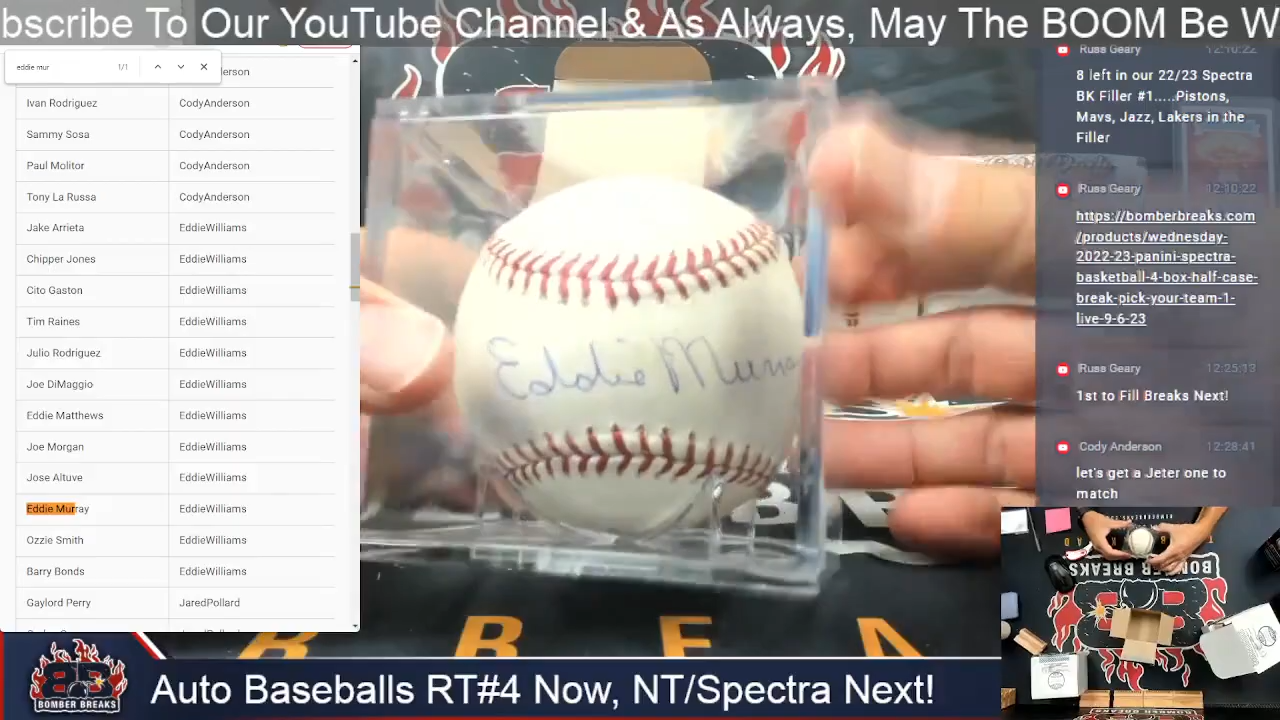 bscribe To Our YouTube Channel & As Always, May The BOOM Be W
eddie mur 1/1
derson
Ivan Rodriguez CodyAnderson
Sammy Sosa CodyAnderson
Paul Molitor CodyAnderson
Tony La Russa CodyAnderson
Jake Arrieta EddieWilliams
Chipper Jones EddieWilliams
Cito Gaston EddieWilliams
Tim Raines EddieWilliams
Julio Rodriguez EddieWilliams
Joe DiMaggio EddieWilliams
Eddie Matthews EddieWilliams
Joe Morgan EddieWilliams
Jose Altuve EddieWilliams
Eddie Murray EddieWilliams
Ozzie Smith EddieWilliams
Barry Bonds EddieWilliams
Gaylord Perry JaredPollard
Eddie Murra
Russ Geary 12:10:22
8 left in our 22/23 Spectra
BK Filler #1.....Pistons,
Mavs, Jazz, Lakers in the
Filler
Russ Geary 12:10:22
https://bomberbreaks.com
/products/wednesday-
2022-23-panini-spectra-
basketball-4-box-half-case-
break-pick-your-team-1-
live-9-6-23
Russ Geary 12:25:13
1st to Fill Breaks Next!
Cody Anderson 12:28:41
let's get a Jeter one to
match
BOMBER BREAKS
R R E A
BOMBER BREAKS
Auto Baseballs RT#4 Now, NT/Spectra Next!